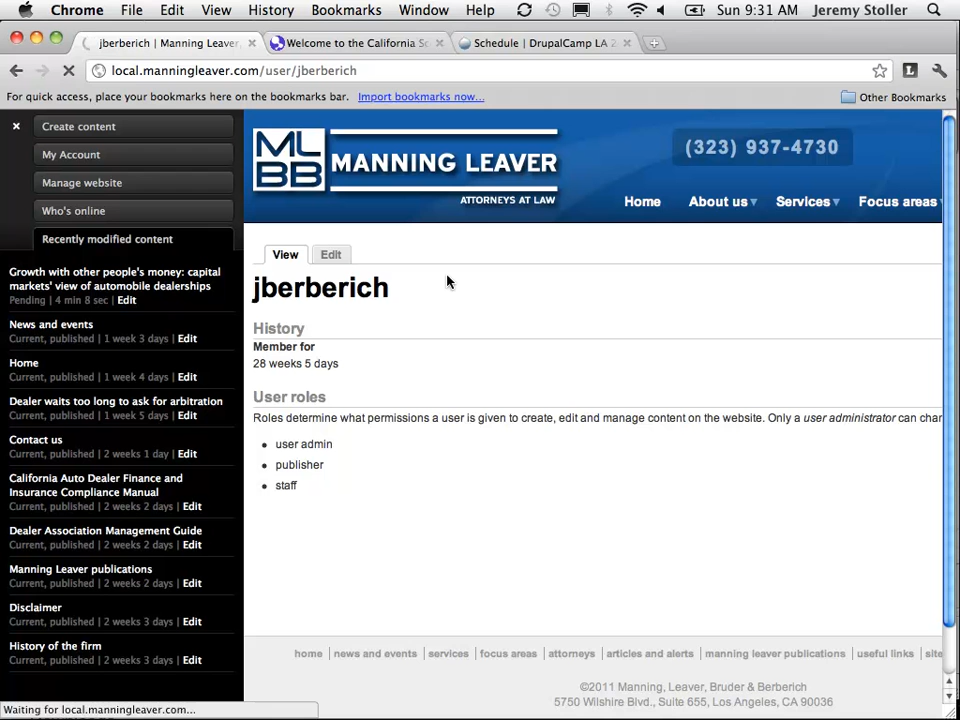 Chrome File Edit View History Bookmarks Window Help Sun 9:31 AM Jeremy Stoller
jberberich | Manning Leaver, Welcome to the California Sc Schedule | DrupalCamp LA 2
local.manningleaver.com/user/jberberich
For quick access, place your bookmarks here on the bookmarks bar. Import bookmarks now... Other Bookmarks
Create content
My Account
Manage website
Who's online
Recently modified content
Growth with other people's money: capital
markets' view of automobile dealerships
Pending | 4 min 8 sec | Edit
News and events
Current, published | 1 week 3 days | Edit
Home
Current, published | 1 week 4 days | Edit
Dealer waits too long to ask for arbitration
Current, published | 1 week 5 days | Edit
Contact us
Current, published | 2 weeks 1 day | Edit
California Auto Dealer Finance and
Insurance Compliance Manual
Current, published | 2 weeks 2 days | Edit
Dealer Association Management Guide
Current, published | 2 weeks 2 days | Edit
Manning Leaver publications
Current, published | 2 weeks 2 days | Edit
Disclaimer
Current, published | 2 weeks 3 days | Edit
History of the firm
Current, published | 2 weeks 3 days | Edit
ML
BB
MANNING LEAVER
ATTORNEYS AT LAW
(323) 937-4730
Home About us Services Focus areas
View Edit
jberberich
History
Member for
28 weeks 5 days
User roles
Roles determine what permissions a user is given to create, edit and manage content on the website. Only a user administrator can char
user admin
publisher
staff
home | news and events | services | focus areas | attorneys | articles and alerts | manning leaver publications | useful links | site
©2011 Manning, Leaver, Bruder & Berberich
5750 Wilshire Blvd., Suite 655, Los Angeles, CA 90036
Waiting for local.manningleaver.com...